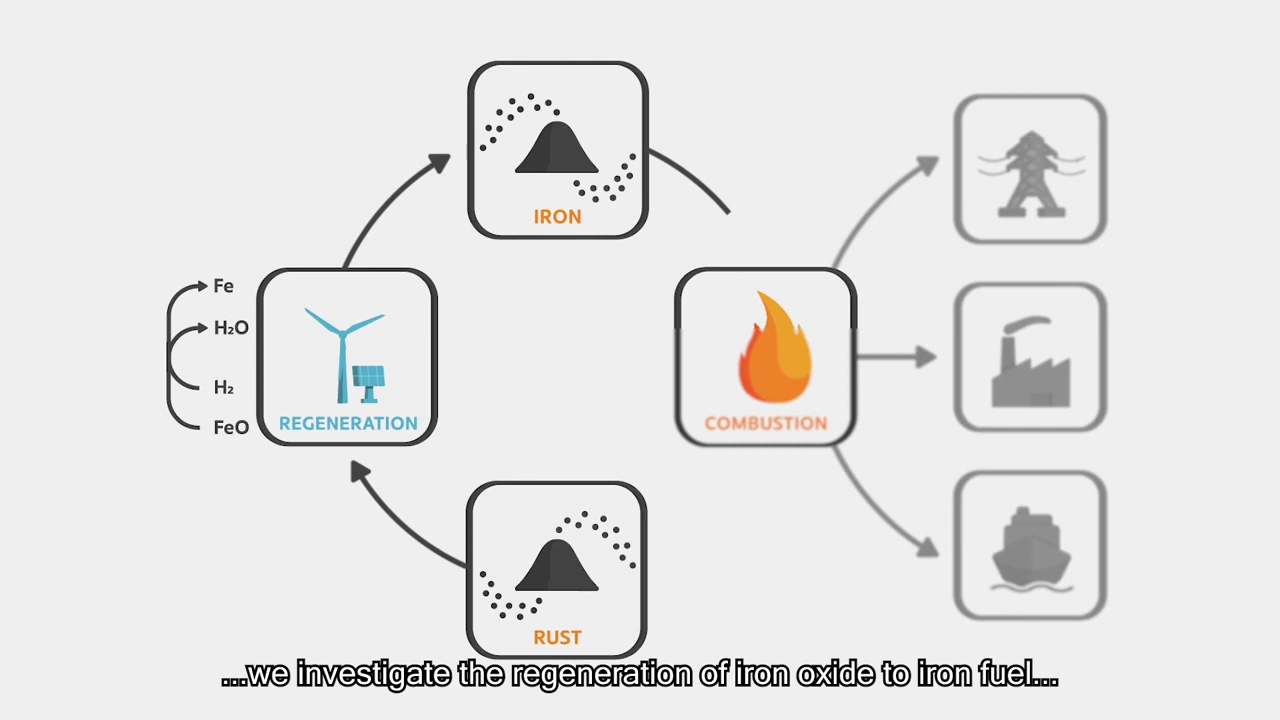 IRON
Fe
H₂O
H₂
FeO
REGENERATION
COMBUSTION
RUST
...we investigate the regeneration of iron oxide to iron fuel...